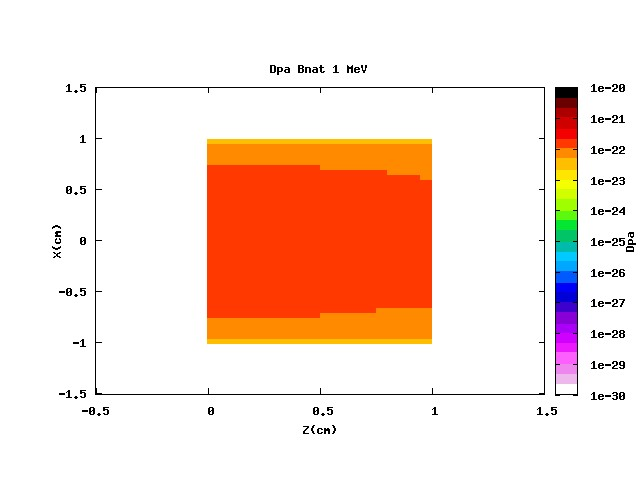 Dpa Bnat 1 MeV
1.5
1
0.5
0
-0.5
-1
-1.5
X(cm)
-0.5
0
0.5
1
1.5
Z(cm)
1e-20
1e-21
1e-22
1e-23
1e-24
1e-25
1e-26
1e-27
1e-28
1e-29
1e-30
Dpa